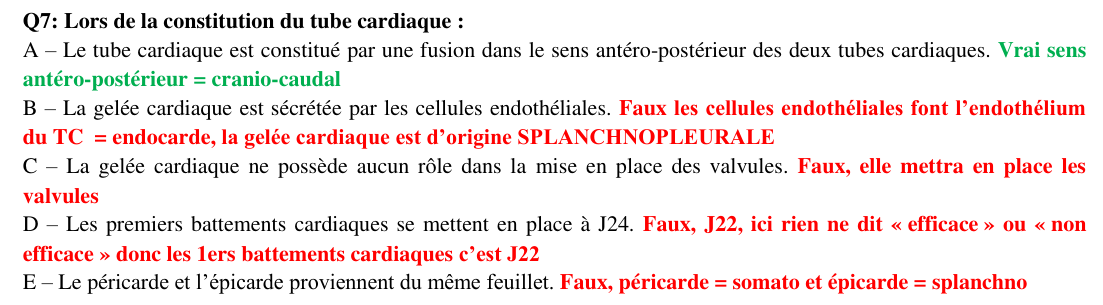 Q7: Lors de la constitution du tube cardiaque :
A – Le tube cardiaque est constitué par une fusion dans le sens antéro-postérieur des deux tubes cardiaques. Vrai sens
antéro-postérieur = cranio-caudal
B – La gelée cardiaque est sécrétée par les cellules endothéliales. Faux les cellules endothéliales font l'endothélium
du TC = endocarde, la gelée cardiaque est d'origine SPLANCHNOPLEURALE
C – La gelée cardiaque ne possède aucun rôle dans la mise en place des valvules. Faux, elle mettra en place les
valvules
D – Les premiers battements cardiaques se mettent en place à J24. Faux, J22, ici rien ne dit « efficace » ou « non
efficace » donc les 1ers battements cardiaques c'est J22
E – Le péricarde et l'épicarde proviennent du même feuillet. Faux, péricarde = somato et épicarde = splanchno